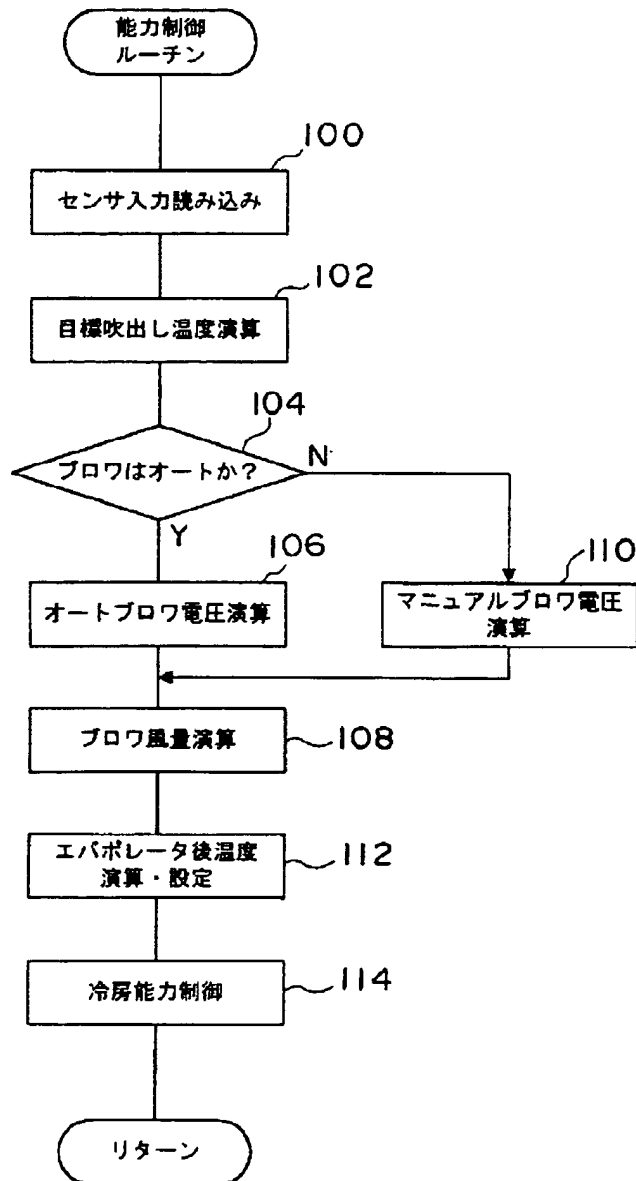 能力制御
ルーチン
100
センサ入力読み込み
102
目標吹出し温度演算
104
ブロワはオートか？
N
Y
106
オートブロワ電圧演算
110
マニュアルブロワ電圧
演算
ブロワ風量演算
108
エバポレータ後温度
演算・設定
112
冷房能力制御
114
リターン